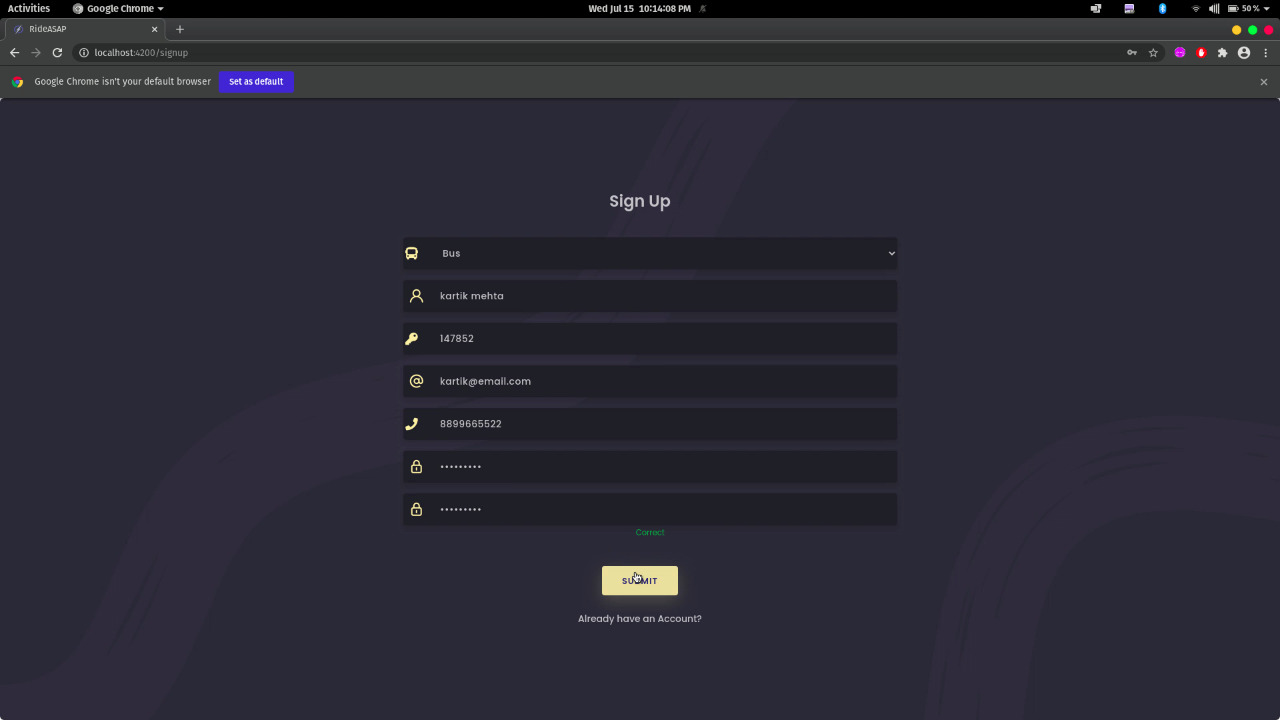 Activities Google Chrome Wed Jul 15 10:14:08 PM 50 %
RideASAP
localhost:4200/signup
Google Chrome isn't your default browser Set as default
Sign Up
Bus
kartik mehta
147852
kartik@email.com
8899665522
•••••••••
•••••••••
Correct
SUBMIT
Already have an Account?